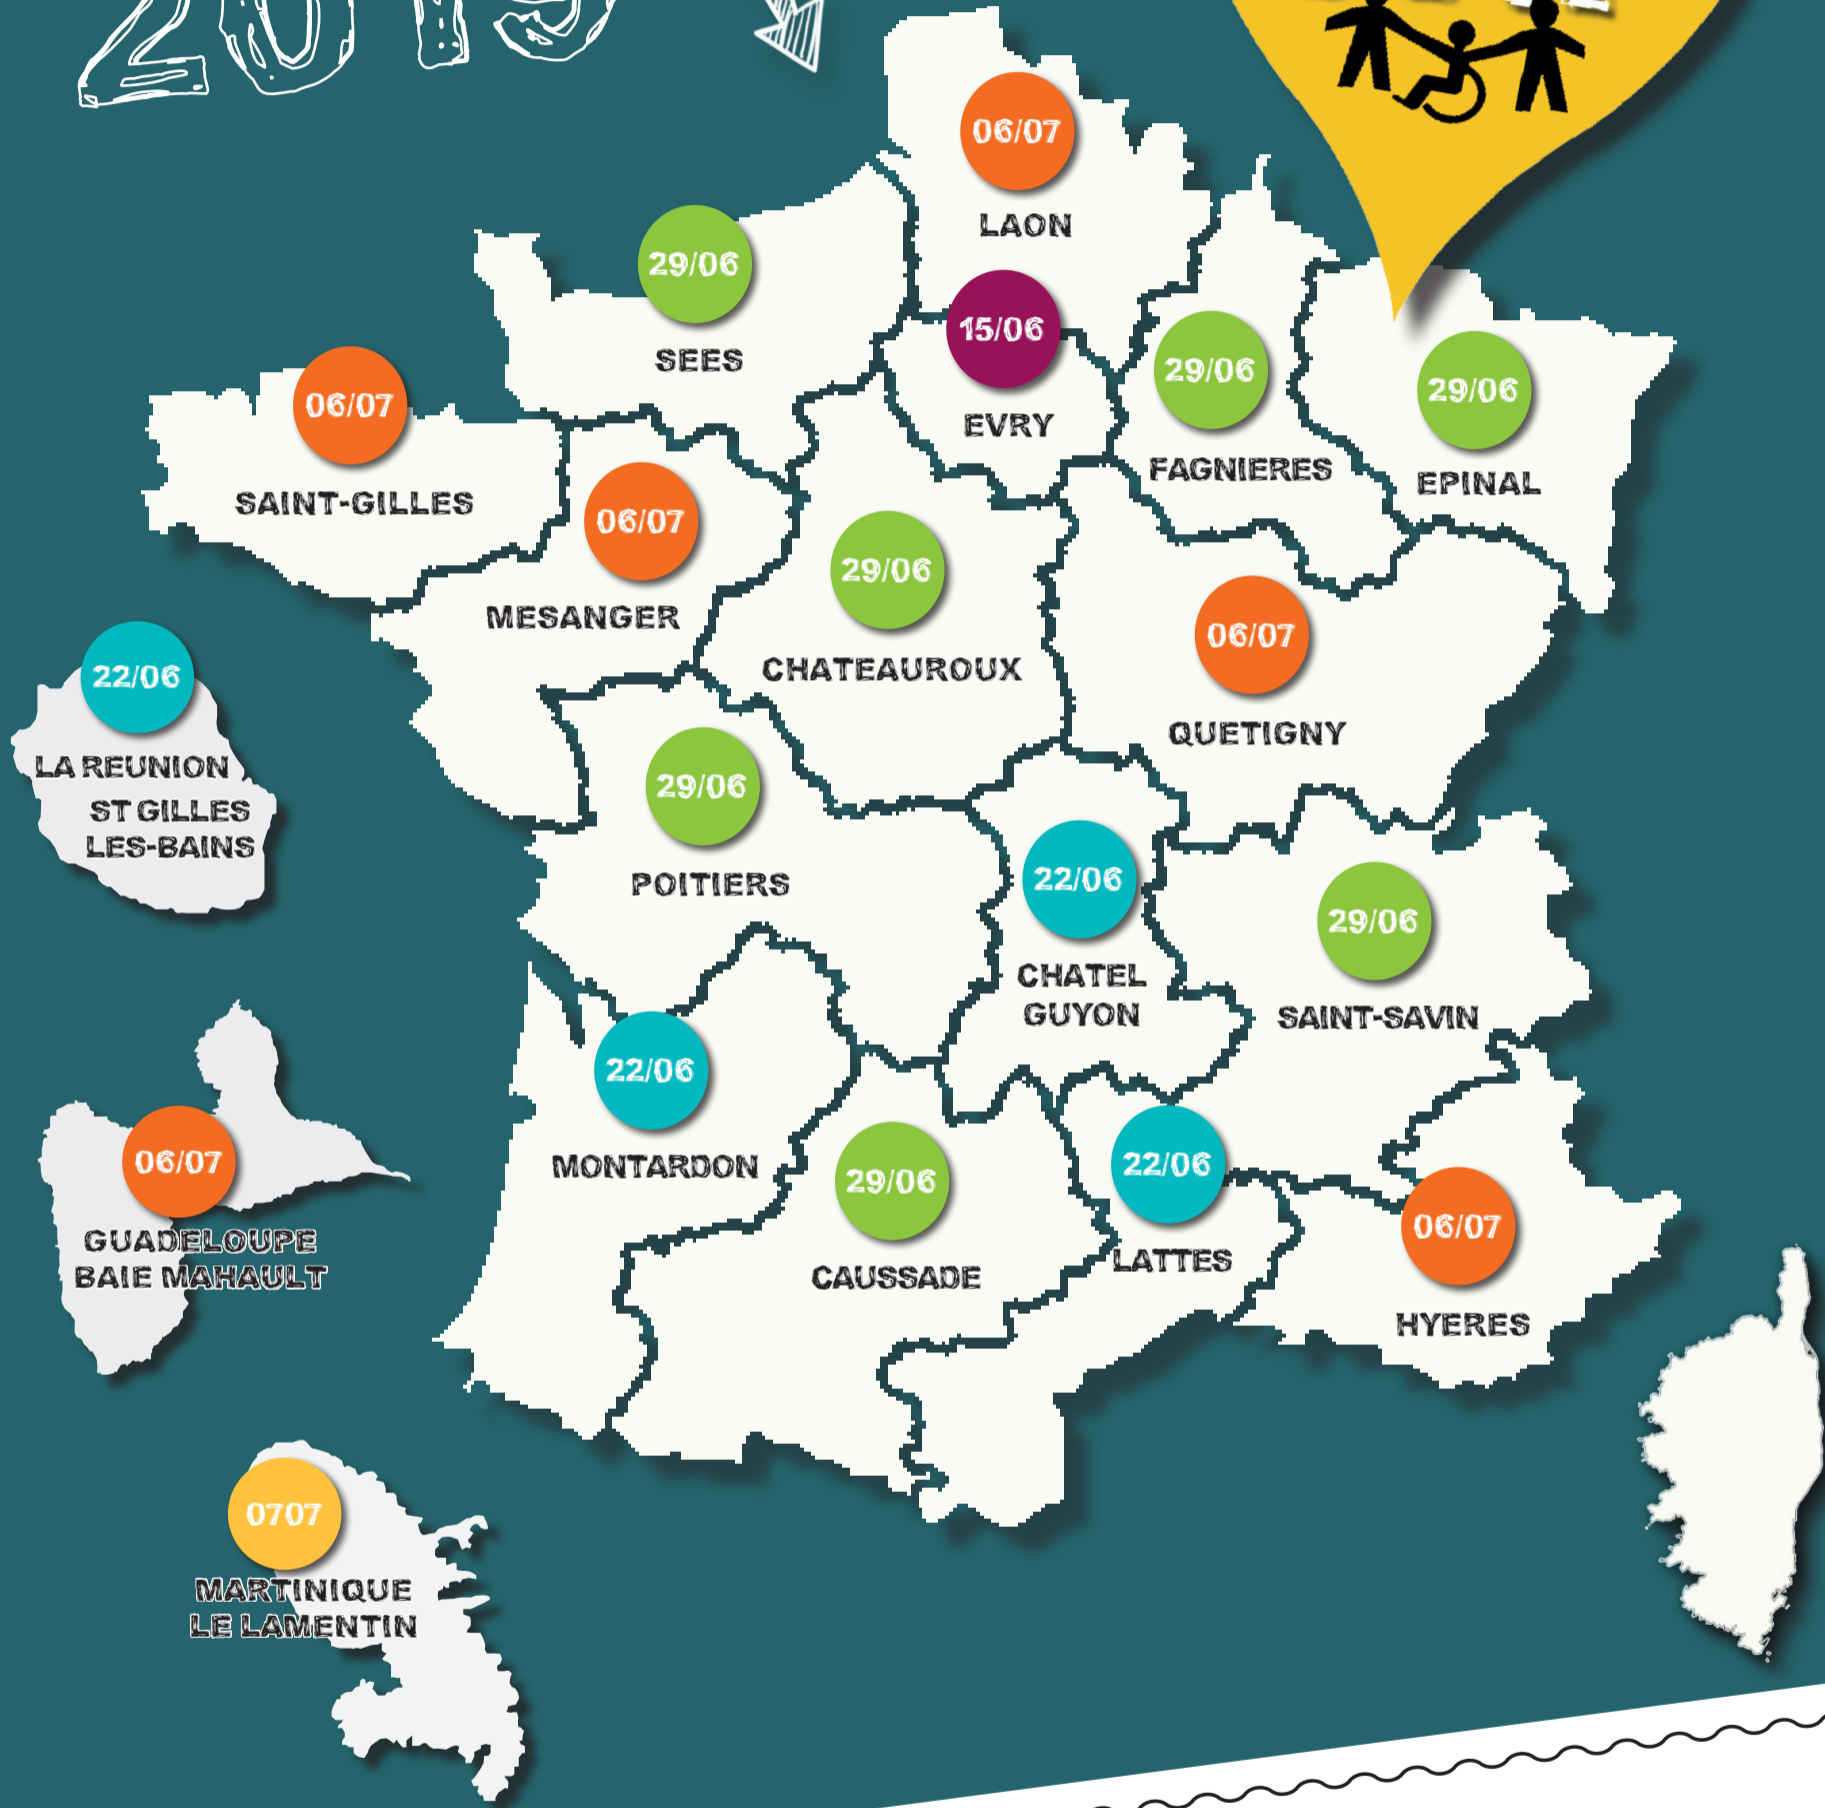 06/07
LAON
29/06
SEES
15/06
EVRY
29/06
FAGNIERES
29/06
EPINAL
06/07
SAINT-GILLES
06/07
MESANGER
29/06
CHATEAUROUX
06/07
QUETIGNY
22/06
LA REUNION
ST GILLES
LES-BAINS
29/06
POITIERS
22/06
CHATEL
GUYON
29/06
SAINT-SAVIN
22/06
MONTARDON
06/07
GUADELOUPE
BAIE MAHAULT
29/06
CAUSSADE
22/06
LATTES
06/07
HYERES
0707
MARTINIQUE
LE LAMENTIN